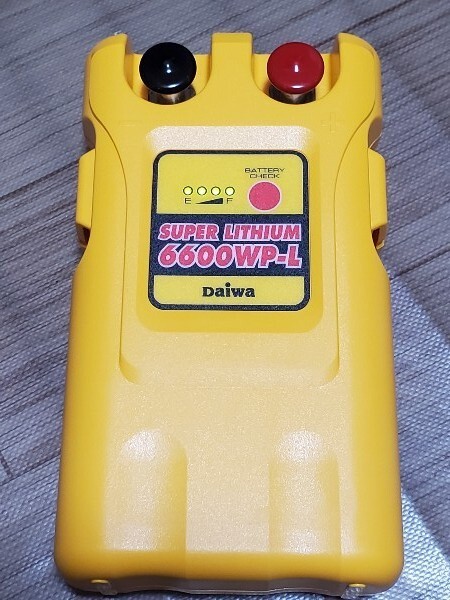 BATTERY
CHECK
E F
SUPER LITHIUM
6600WP-L
Daiwa